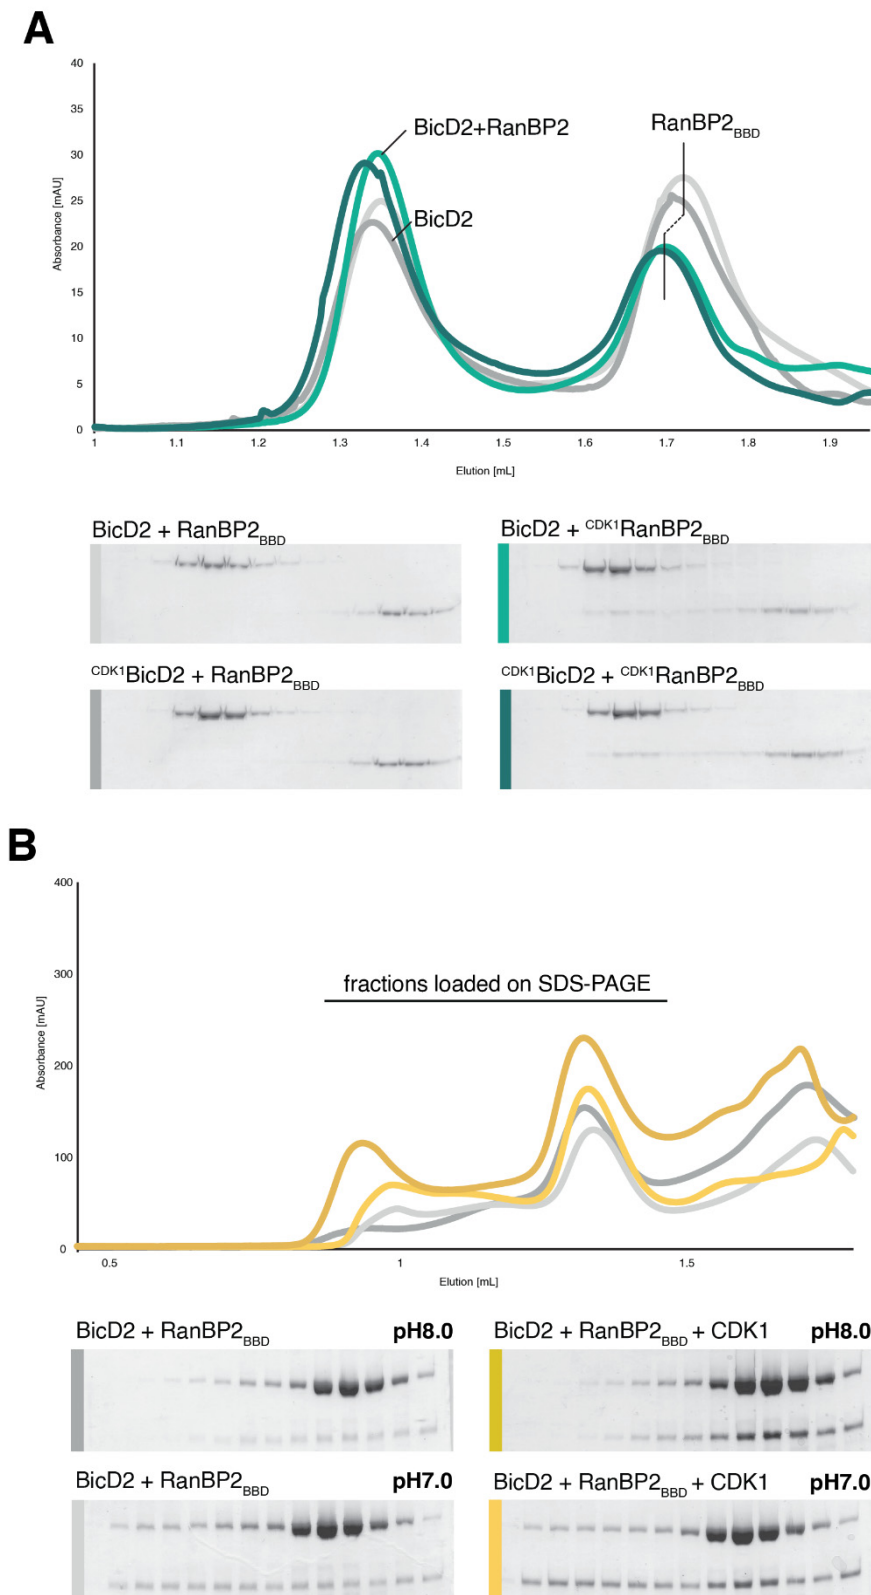 A
40
35
30
25
20
15
10
5
0
Absorbance [mAU]
BicD2+RanBP2
BicD2
RanBP2BBD
1 1.1 1.2 1.3 1.4 1.5 1.6 1.7 1.8 1.9
Elution [mL]
BicD2 + RanBP2BBD
BicD2 + CDK1RanBP2BBD
CDK1BicD2 + RanBP2BBD
CDK1BicD2 + CDK1RanBP2BBD
B
400
300
200
100
0
Absorbance [mAU]
fractions loaded on SDS-PAGE
0.5 1 1.5
Elution [mL]
BicD2 + RanBP2BBD pH8.0
BicD2 + RanBP2BBD + CDK1 pH8.0
BicD2 + RanBP2BBD pH7.0
BicD2 + RanBP2BBD + CDK1 pH7.0